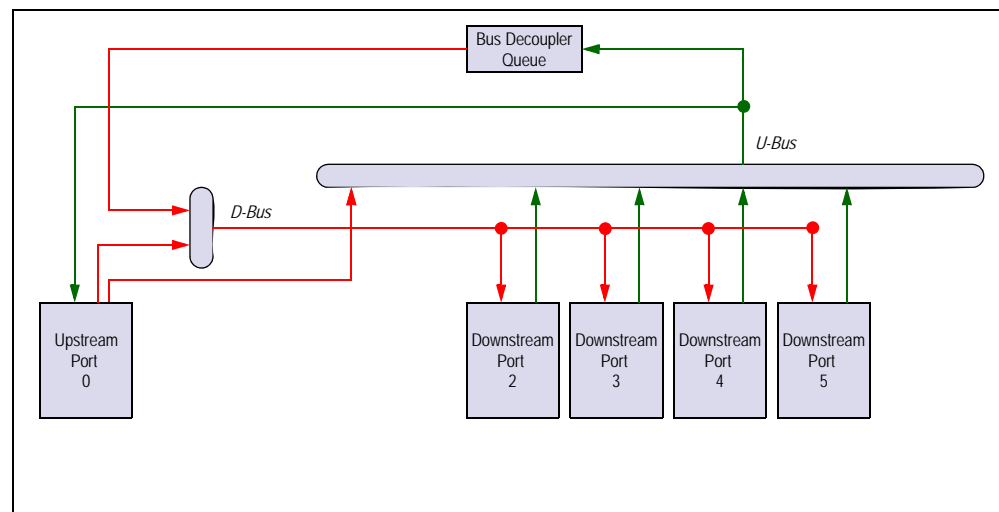 Bus Decoupler
Queue
U-Bus
D-Bus
Upstream
Port
0
Downstream
Port
2
Downstream
Port
3
Downstream
Port
4
Downstream
Port
5